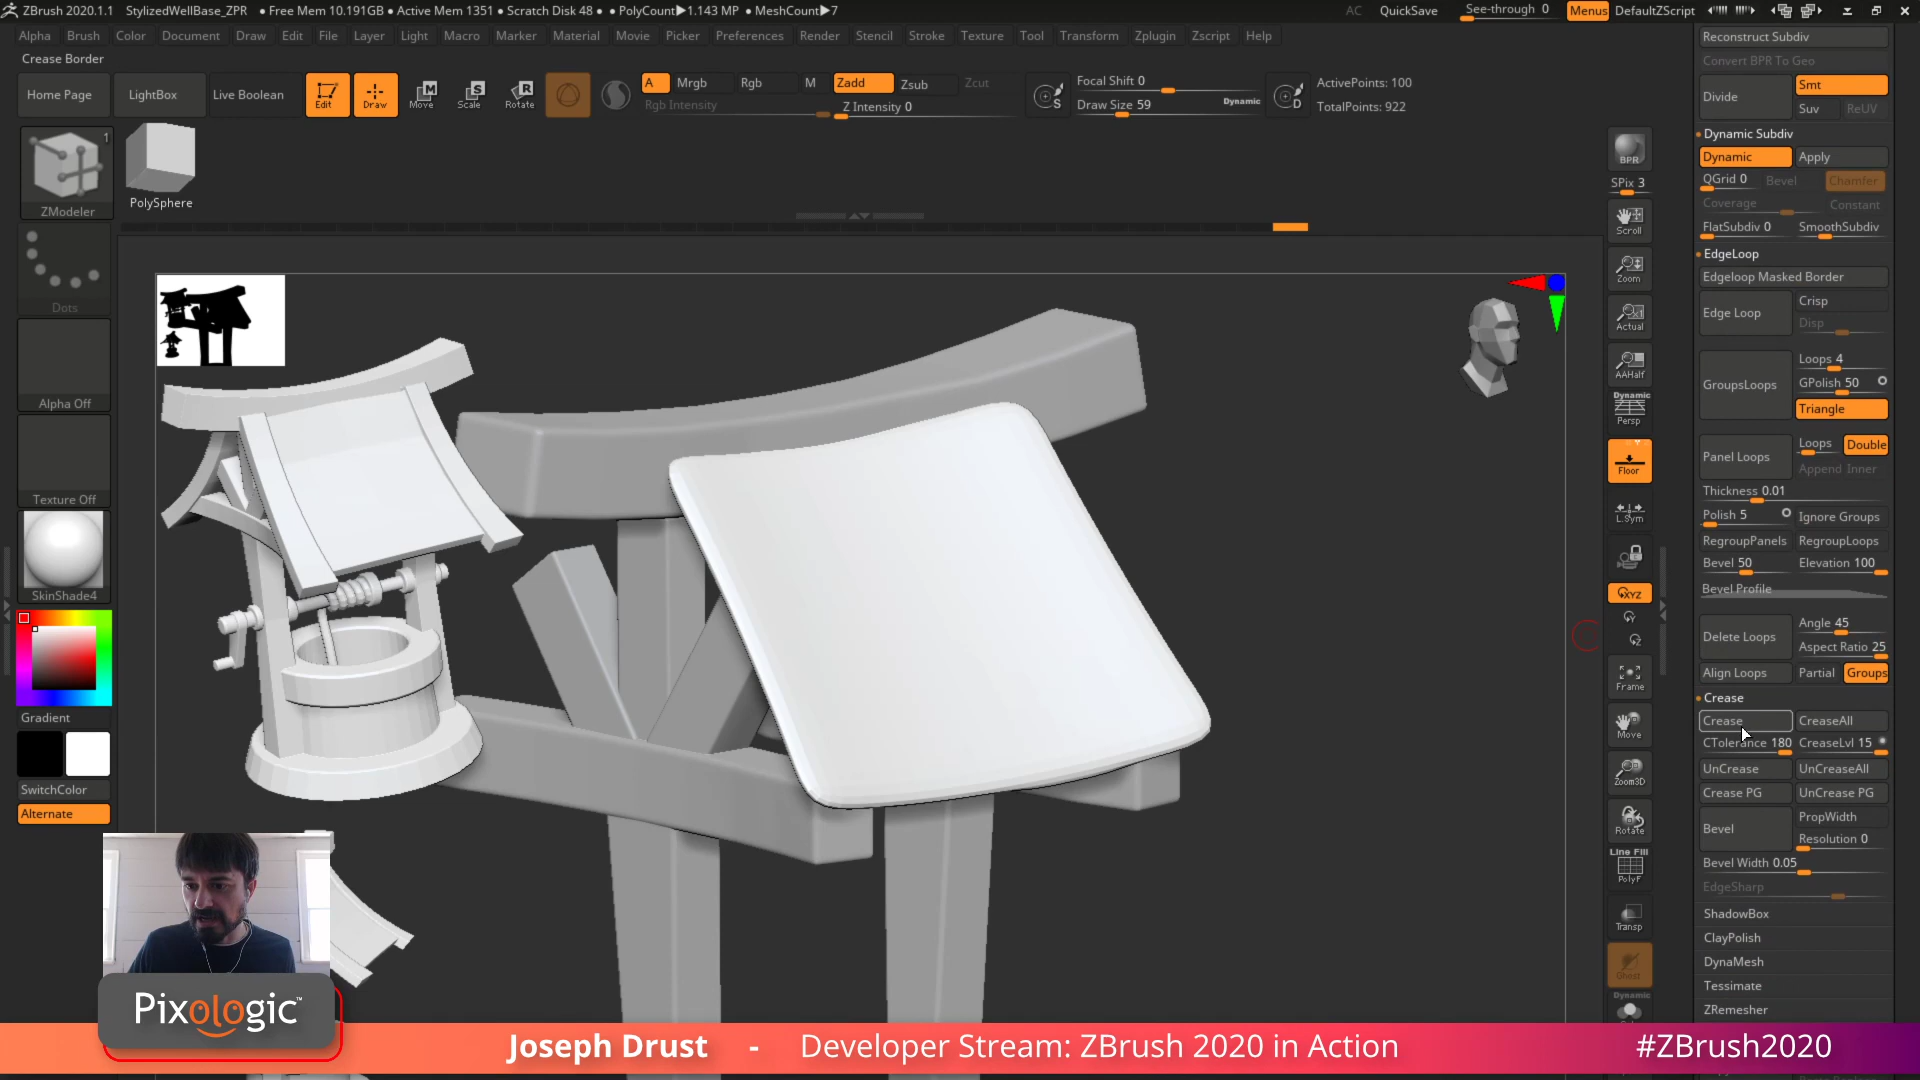 ZBrush 2020.1.1 StylizedWellBase_ZPR • Free Mem 10.191GB • Active Mem 1351 • Scratch Disk 48 • • PolyCount▶1.143 MP • MeshCount▶7 AC QuickSave See-through 0 Menus DefaultZScript
Alpha Brush Color Document Draw Edit File Layer Light Macro Marker Material Movie Picker Preferences Render Stencil Stroke Texture Tool Transform Zplugin Zscript Help
Crease Border
Home Page LightBox Live Boolean Edit Draw Move Scale Rotate
A Mrgb Rgb M Zadd Zsub Zcut
Rgb Intensity Z Intensity 0
Focal Shift 0
Draw Size 59 Dynamic
S
D
ActivePoints: 100
TotalPoints: 922
1
ZModeler
PolySphere
Dots
Alpha Off
Texture Off
SkinShade4
Gradient
SwitchColor
Alternate
BPR
SPix 3
Scroll
Zoom
Actual
AAHalf
Dynamic
Persp
Floor
L.Sym
XYZ
Frame
Move
Zoom3D
Rotate
Line Fill
PolyF
Transp
Ghost
Dynamic
Reconstruct Subdiv
Convert BPR To Geo
Divide Smt
Suv ReUV
Dynamic Subdiv
Dynamic Apply
QGrid 0 Bevel Chamfer
Coverage Constant
FlatSubdiv 0 SmoothSubdiv
EdgeLoop
Edgeloop Masked Border
Edge Loop Crisp
Disp
GroupsLoops Loops 4
GPolish 50
Triangle
Panel Loops Loops Double
Append Inner
Thickness 0.01
Polish 5 Ignore Groups
RegroupPanels RegroupLoops
Bevel 50 Elevation 100
Bevel Profile
Delete Loops Angle 45
Aspect Ratio 25
Align Loops Partial Groups
Crease
Crease CreaseAll
CTolerance 180 CreaseLvl 15
UnCrease UnCreaseAll
Crease PG UnCrease PG
Bevel PropWidth
Resolution 0
Bevel Width 0.05
EdgeSharp
ShadowBox
ClayPolish
DynaMesh
Tessimate
ZRemesher
Pixologic™
Joseph Drust - Developer Stream: ZBrush 2020 in Action #ZBrush2020